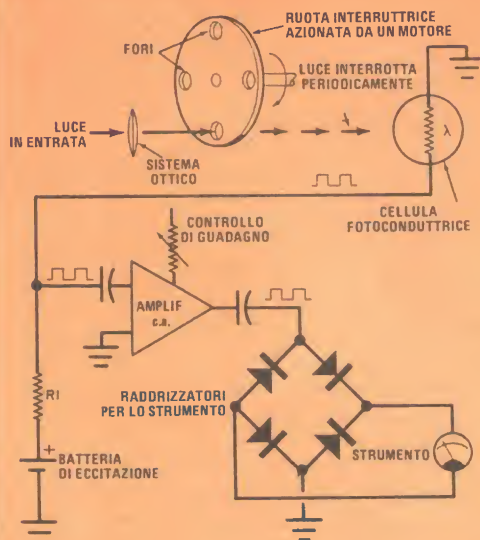 RUOTA INTERRUTTRICE
AZIONATA DA UN MOTORE
FORI
LUCE INTERROTTA
PERIODICAMENTE
LUCE
IN ENTRATA
SISTEMA
OTTICO
λ
CELLULA
FOTOCONDUTTRICE
CONTROLLO
DI GUADAGNO
AMPLIF
c.a.
R1
RADDRIZZATORI
PER LO STRUMENTO
+
BATTERIA
DI ECCITAZIONE
STRUMENTO